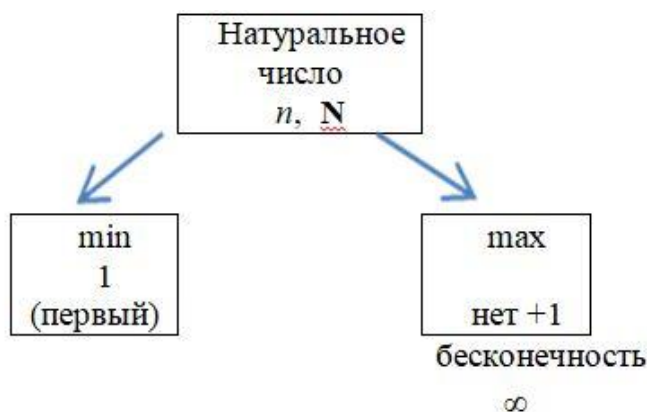 Натуральное
число
n, N
min
1
(первый)
max
нет +1
бесконечность
∞